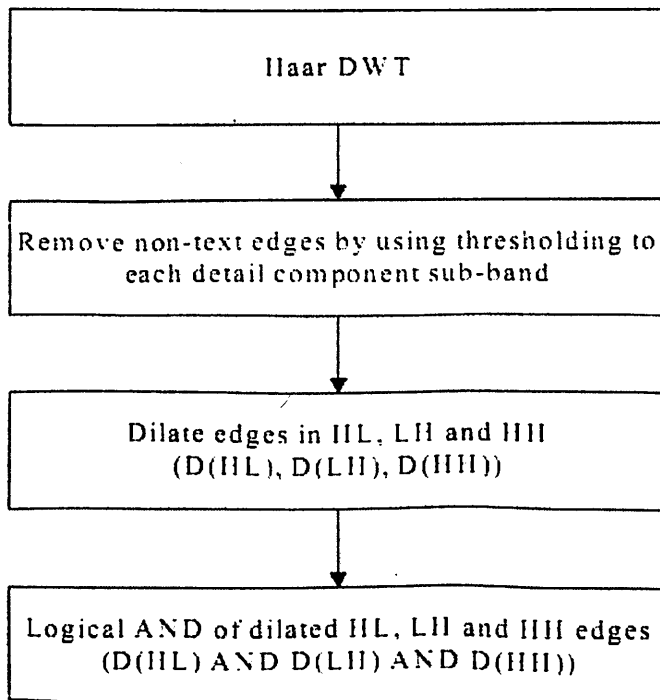 Haar DWT
Remove non-text edges by using thresholding to
each detail component sub-band
Dilate edges in HL, LH and HH
(D(HL), D(LH), D(HH))
Logical AND of dilated HL, LH and HH edges
(D(HL) AND D(LH) AND D(HH))